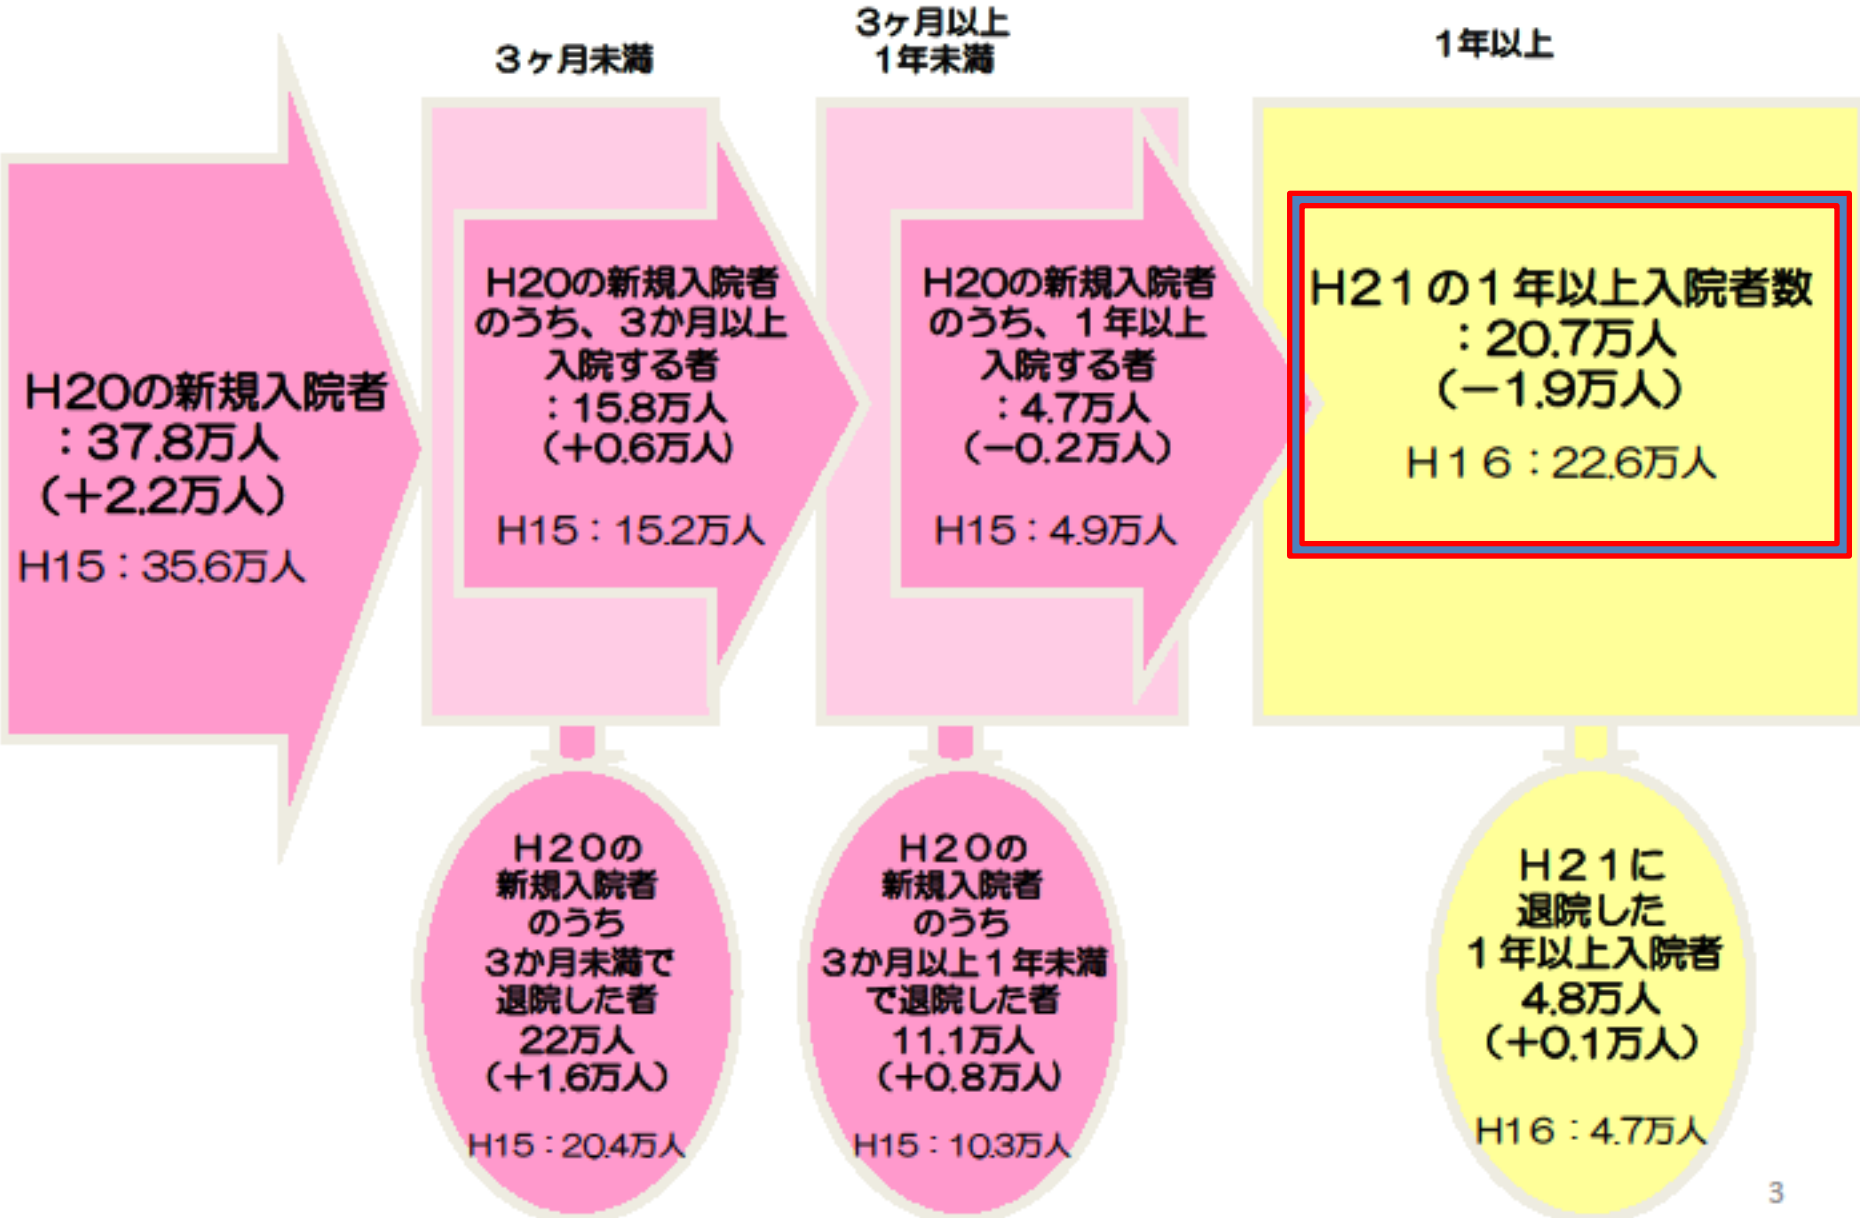 3ヶ月未満
3ヶ月以上
1年未満
1年以上
H20の新規入院者
：37.8万人
（+2.2万人）
H15：35.6万人
H20の新規入院者
のうち、3か月以上
入院する者
：15.8万人
（+0.6万人）
H15：15.2万人
H20の新規入院者
のうち、1年以上
入院する者
：4.7万人
（−0.2万人）
H15：4.9万人
H21の1年以上入院者数
：20.7万人
（−1.9万人）
H16：22.6万人
H20の
新規入院者
のうち
3か月未満で
退院した者
22万人
（+1.6万人）
H15：20.4万人
H20の
新規入院者
のうち
3か月以上1年未満
で退院した者
11.1万人
（+0.8万人）
H15：10.3万人
H21に
退院した
1年以上入院者
4.8万人
（+0.1万人）
H16：4.7万人
3